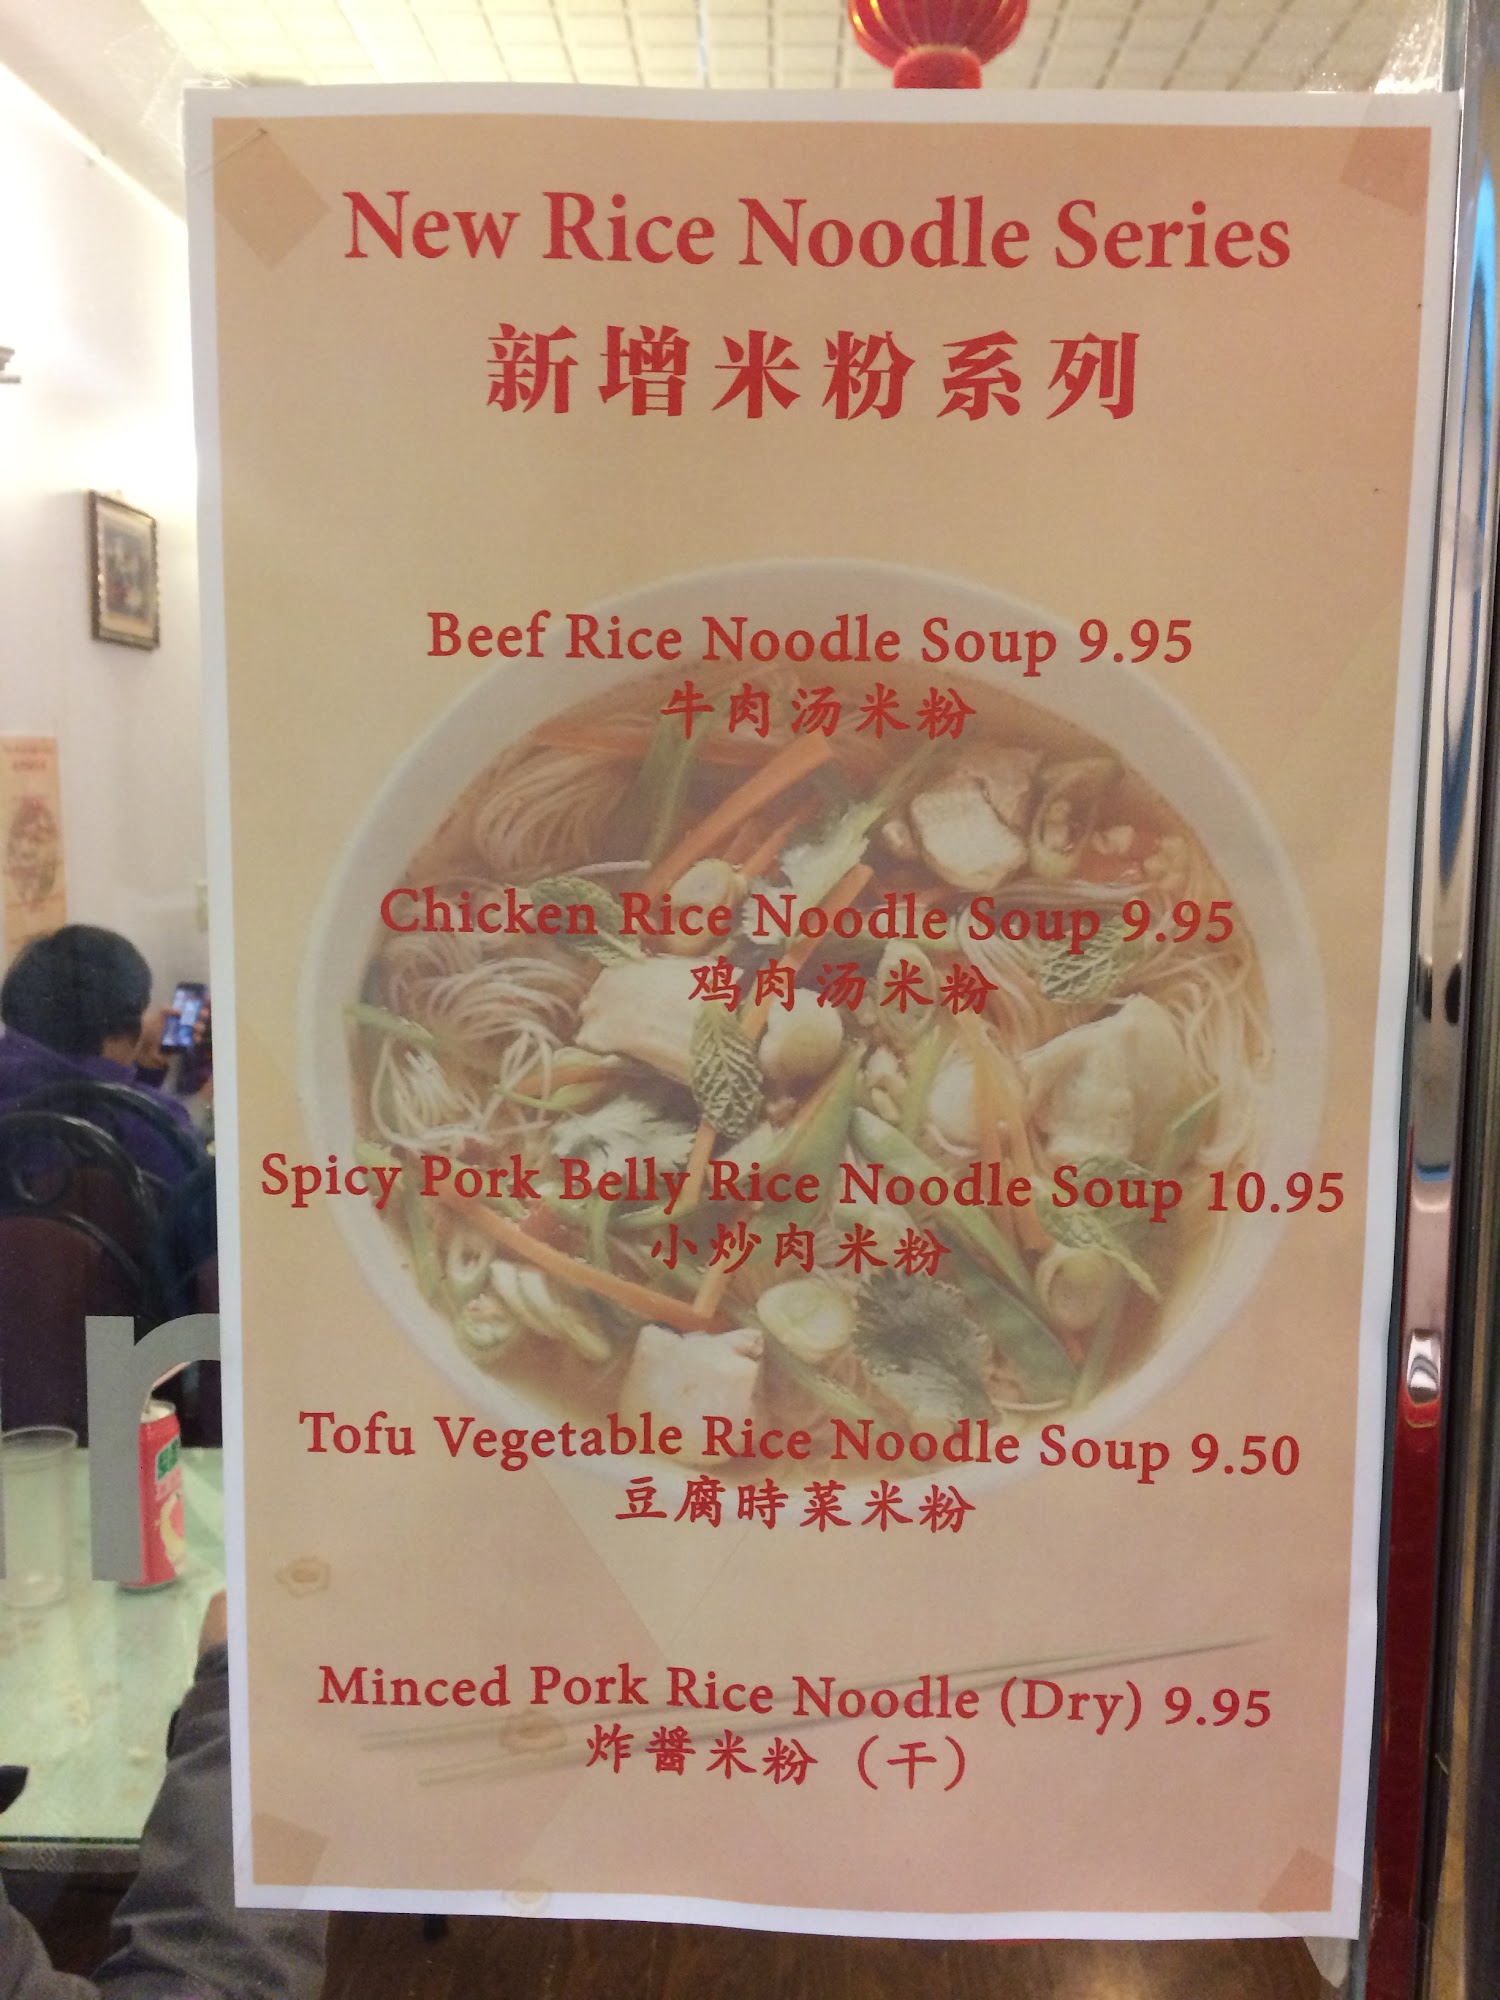 New Rice Noodle Series
新增米粉系列
Beef Rice Noodle Soup 9.95
牛肉汤米粉
Chicken Rice Noodle Soup 9.95
鸡肉汤米粉
Spicy Pork Belly Rice Noodle Soup 10.95
小炒肉米粉
Tofu Vegetable Rice Noodle Soup 9.50
豆腐時菜米粉
Minced Pork Rice Noodle (Dry) 9.95
炸醬米粉（干）